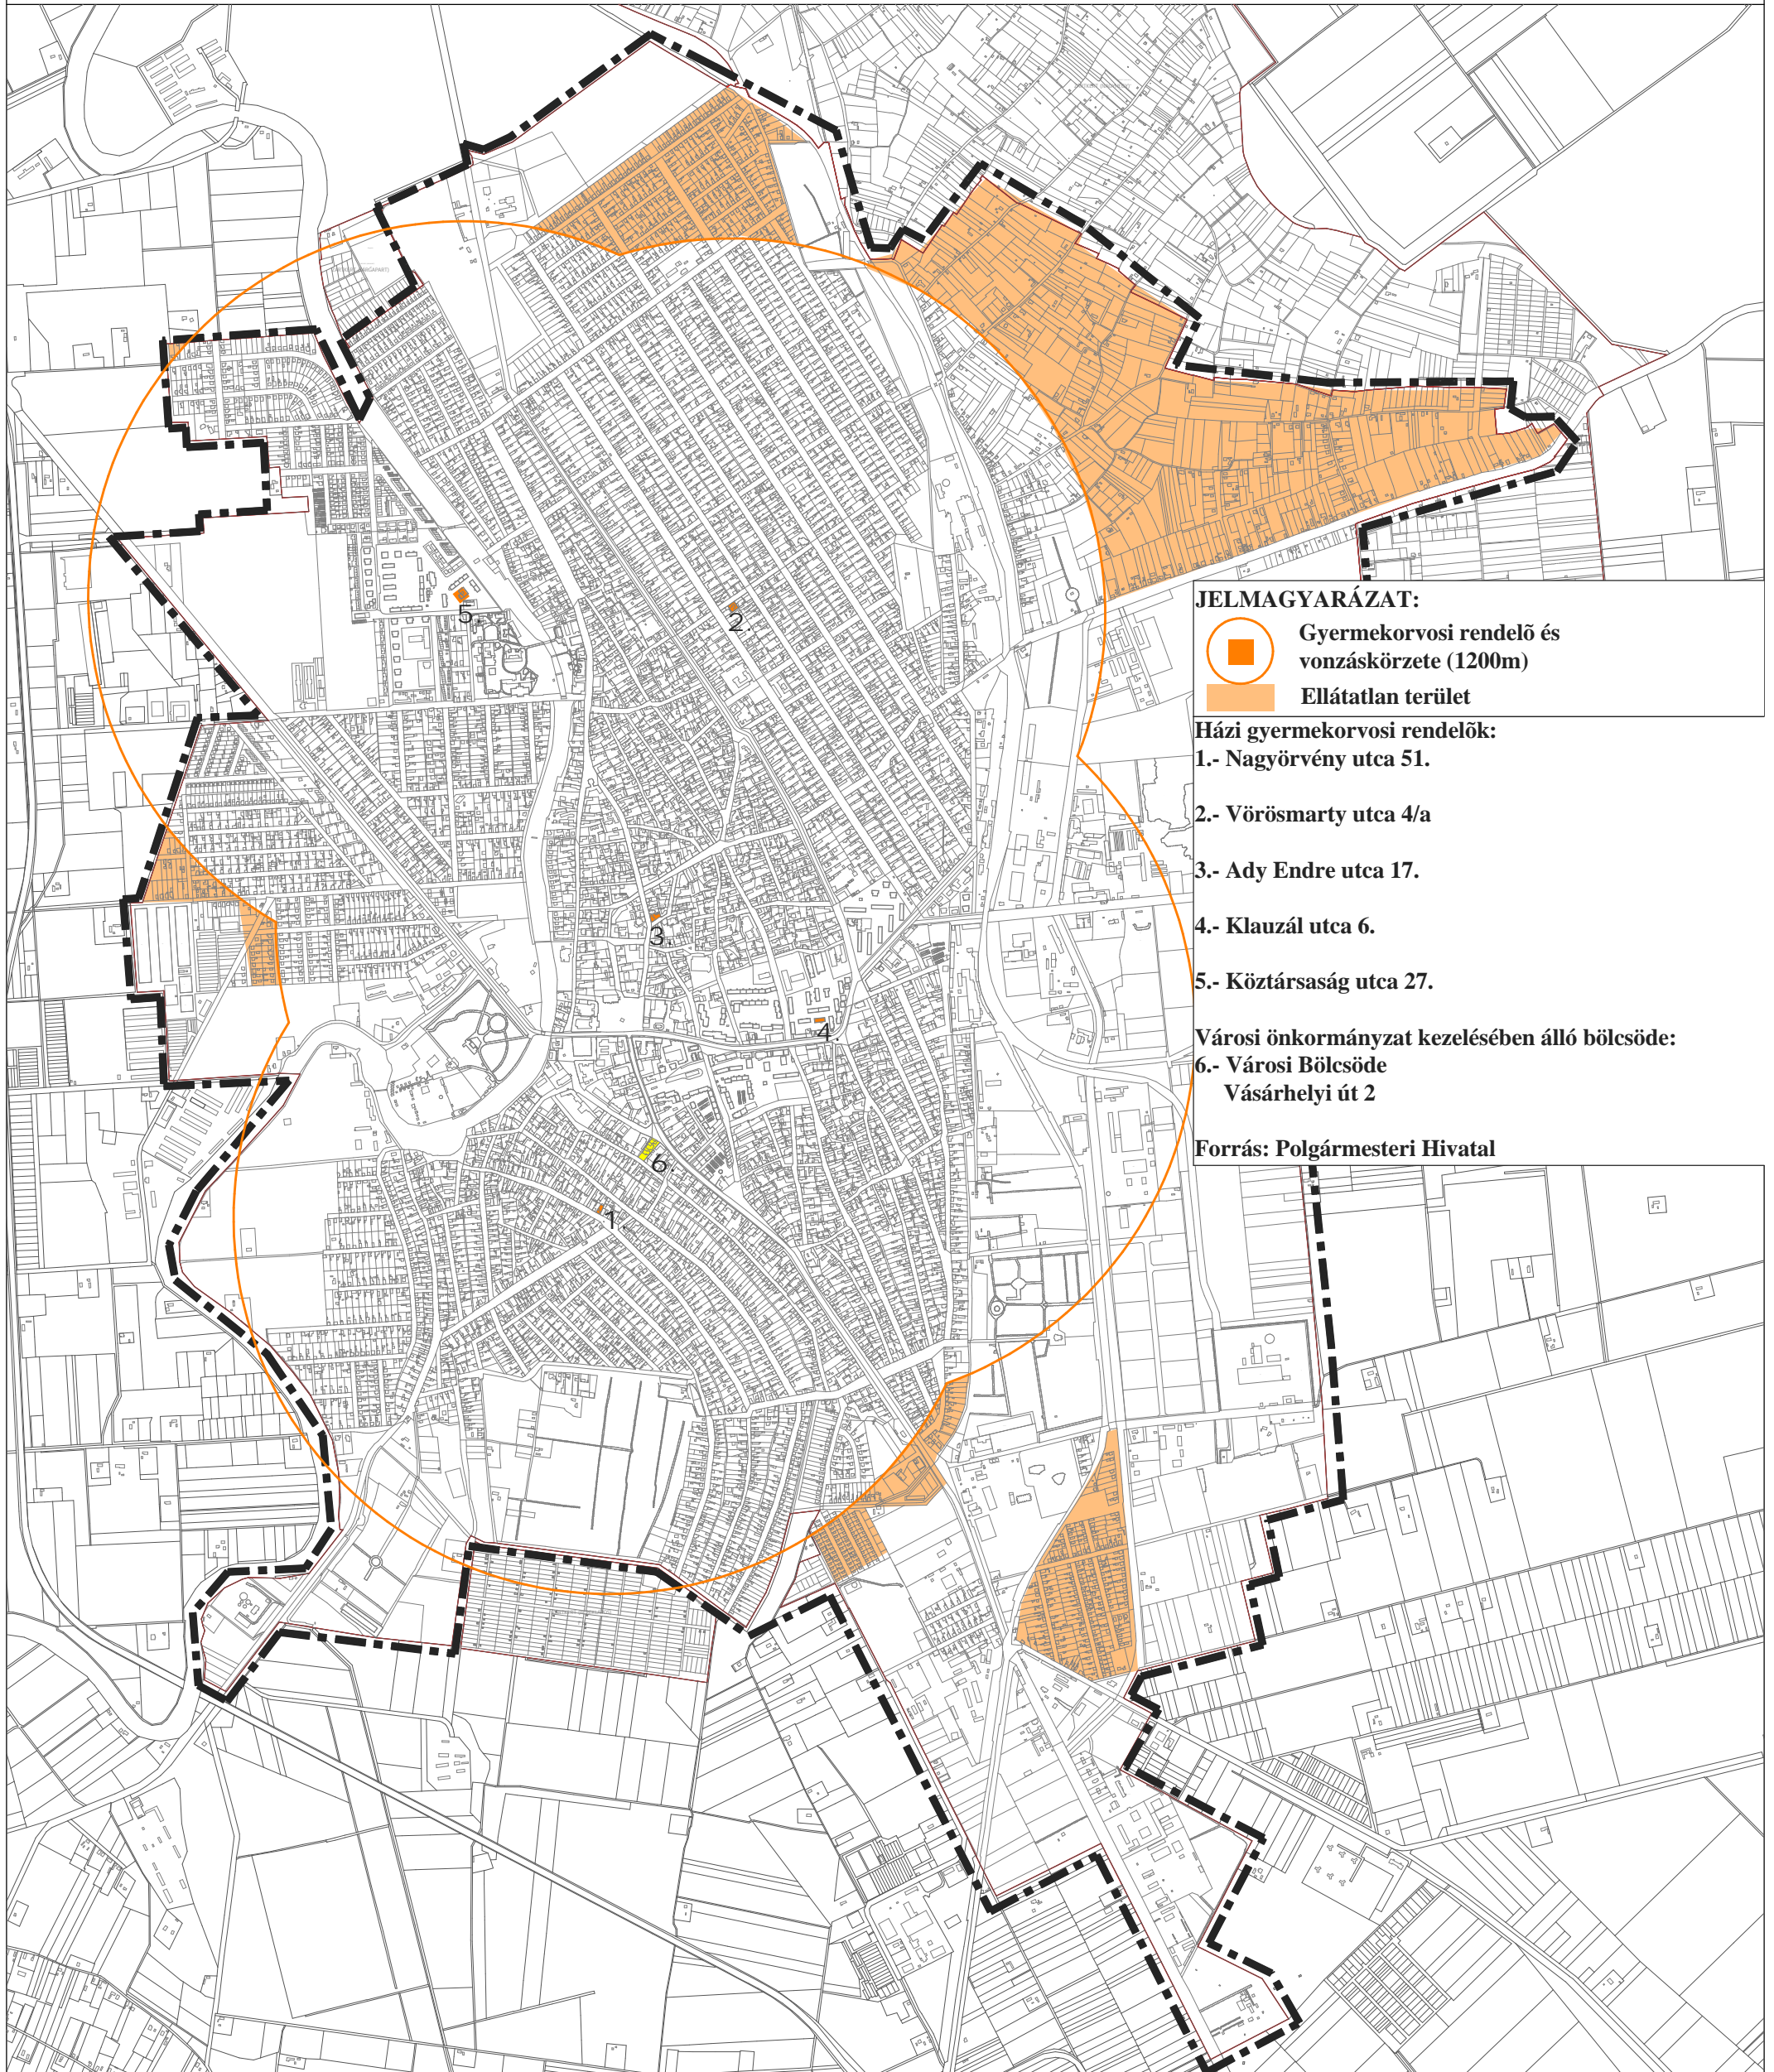 JELMAGYARÁZAT:
Gyermekorvosi rendelõ és
vonzáskörzete (1200m)
Ellátatlan terület
Házi gyermekorvosi rendelõk:
1.- Nagyörvény utca 51.
2.- Vörösmarty utca 4/a
3.- Ady Endre utca 17.
4.- Klauzál utca 6.
5.- Köztársaság utca 27.
Városi önkormányzat kezelésében álló bölcsöde:
6.- Városi Bölcsöde
Vásárhelyi út 2
Forrás: Polgármesteri Hivatal
5.
2.
3.
4.
6.
1.